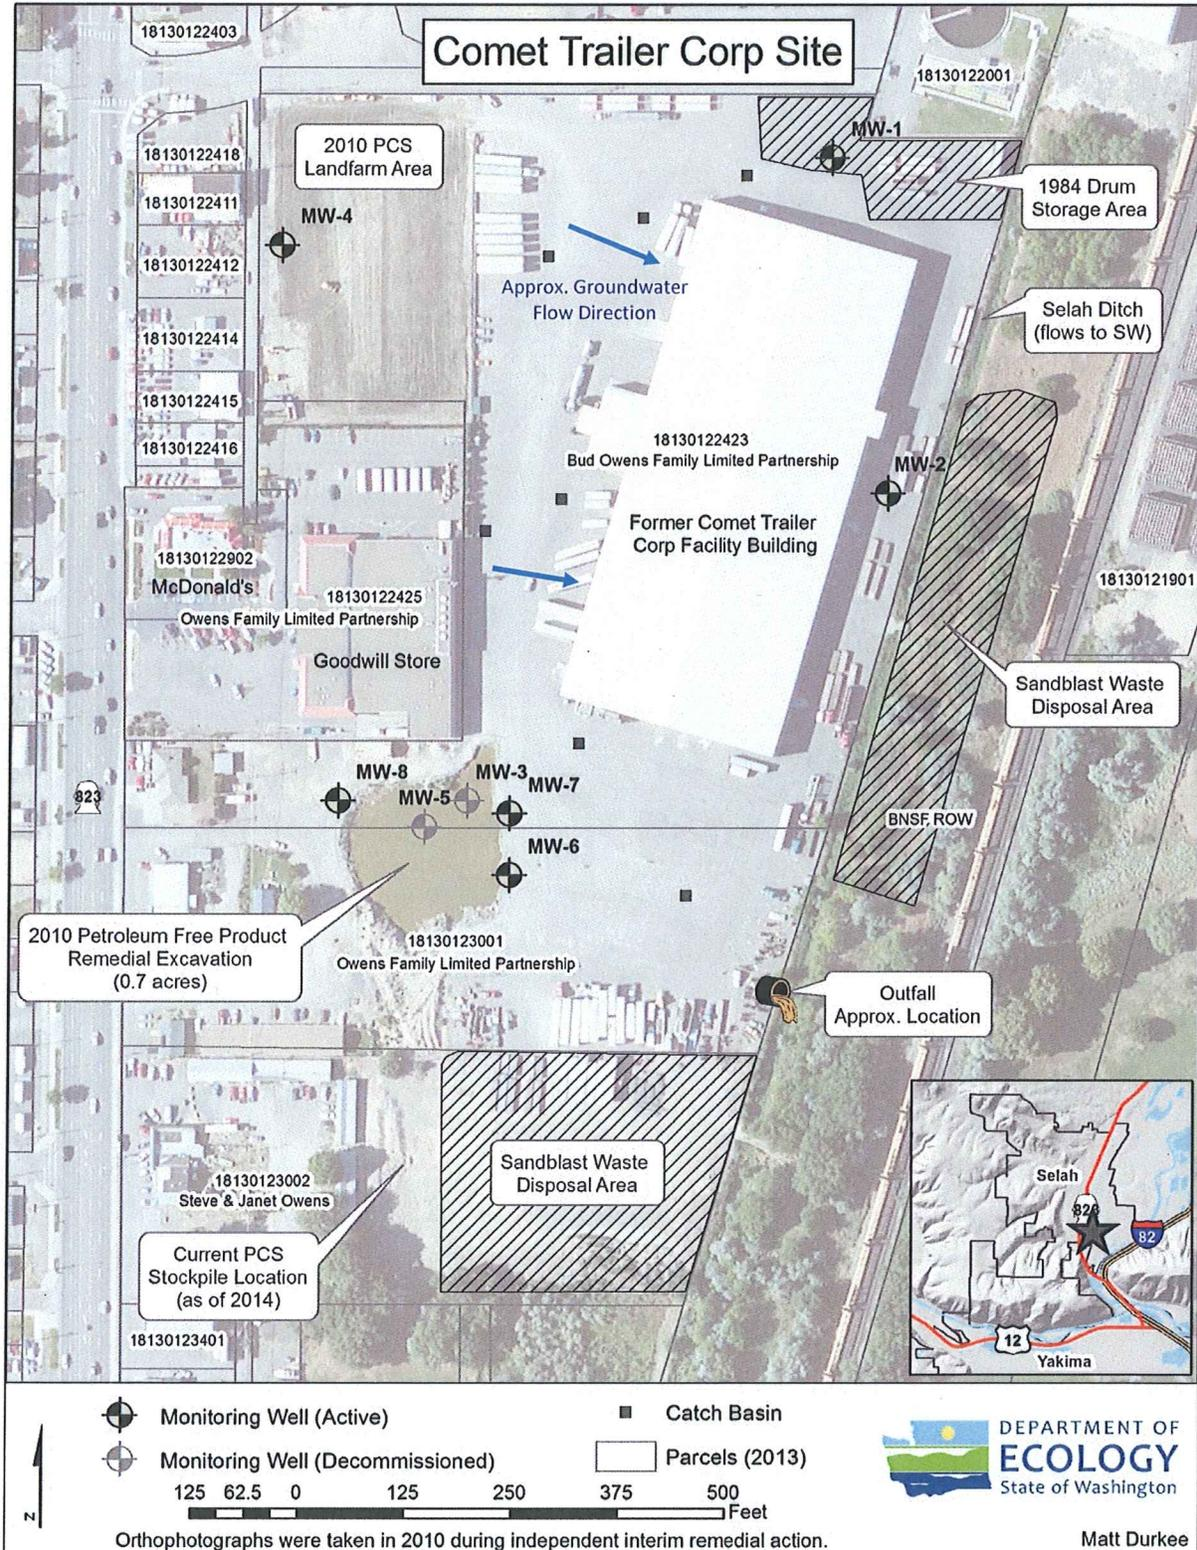 Comet Trailer Corp Site
18130122403
18130122001
MW-1
2010 PCS
Landfarm Area
18130122418
18130122411
MW-4
18130122412
1984 Drum
Storage Area
Approx. Groundwater
Flow Direction
Selah Ditch
(flows to SW)
18130122414
18130122415
18130122416
18130122423
Bud Owens Family Limited Partnership
MW-2
Former Comet Trailer
Corp Facility Building
18130122902
McDonald's
18130122425
Owens Family Limited Partnership
Goodwill Store
18130121901
Sandblast Waste
Disposal Area
823
MW-8
MW-3
MW-7
MW-5
MW-6
BNSF ROW
2010 Petroleum Free Product
Remedial Excavation
(0.7 acres)
18130123001
Owens Family Limited Partnership
Outfall
Approx. Location
Sandblast Waste
Disposal Area
18130123002
Steve & Janet Owens
Current PCS
Stockpile Location
(as of 2014)
18130123401
Selah
823
82
12
Yakima
Monitoring Well (Active)
Monitoring Well (Decommissioned)
Catch Basin
Parcels (2013)
DEPARTMENT OF
ECOLOGY
State of Washington
N
125 62.5 0 125 250 375 500
Feet
Orthophotographs were taken in 2010 during independent interim remedial action.
Matt Durkee